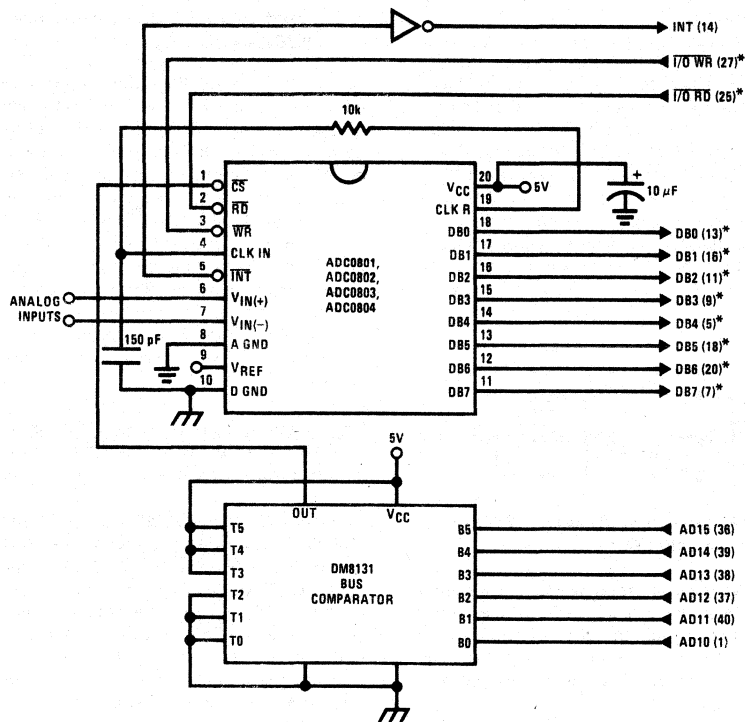 INT (14)
I/O WR (27)*
I/O RD (25)*
10k
1 CS
2 RD
3 WR
4 CLK IN
5 INT
6 VIN(+)
7 VIN(−)
8 A GND
9 VREF
10 D GND
ANALOG
INPUTS
150 pF
ADC0801,
ADC0802,
ADC0803,
ADC0804
VCC 20
5V
+
10 µF
CLK R 19
DB0 18 DB0 (13)*
DB1 17 DB1 (16)*
DB2 16 DB2 (11)*
DB3 15 DB3 (9)*
DB4 14 DB4 (5)*
DB5 13 DB5 (18)*
DB6 12 DB6 (20)*
DB7 11 DB7 (7)*
5V
OUT VCC
T5
T4
T3
T2
T1
T0
DM8131
BUS
COMPARATOR
B5 AD15 (36)
B4 AD14 (39)
B3 AD13 (38)
B2 AD12 (37)
B1 AD11 (40)
B0 AD10 (1)